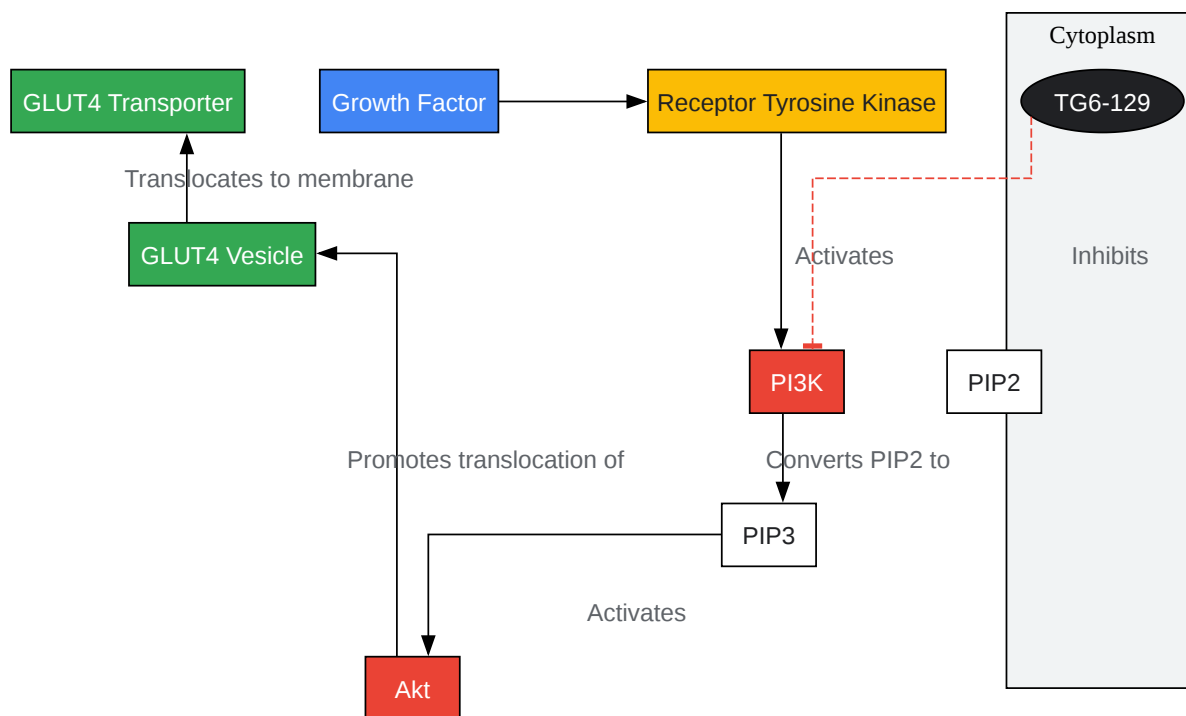 Cytoplasm
GLUT4 Transporter
Growth Factor
Receptor Tyrosine Kinase
TG6-129
Translocates to membrane
GLUT4 Vesicle
Activates
Inhibits
PI3K
PIP2
Promotes translocation of
Converts PIP2 to
PIP3
Activates
Akt